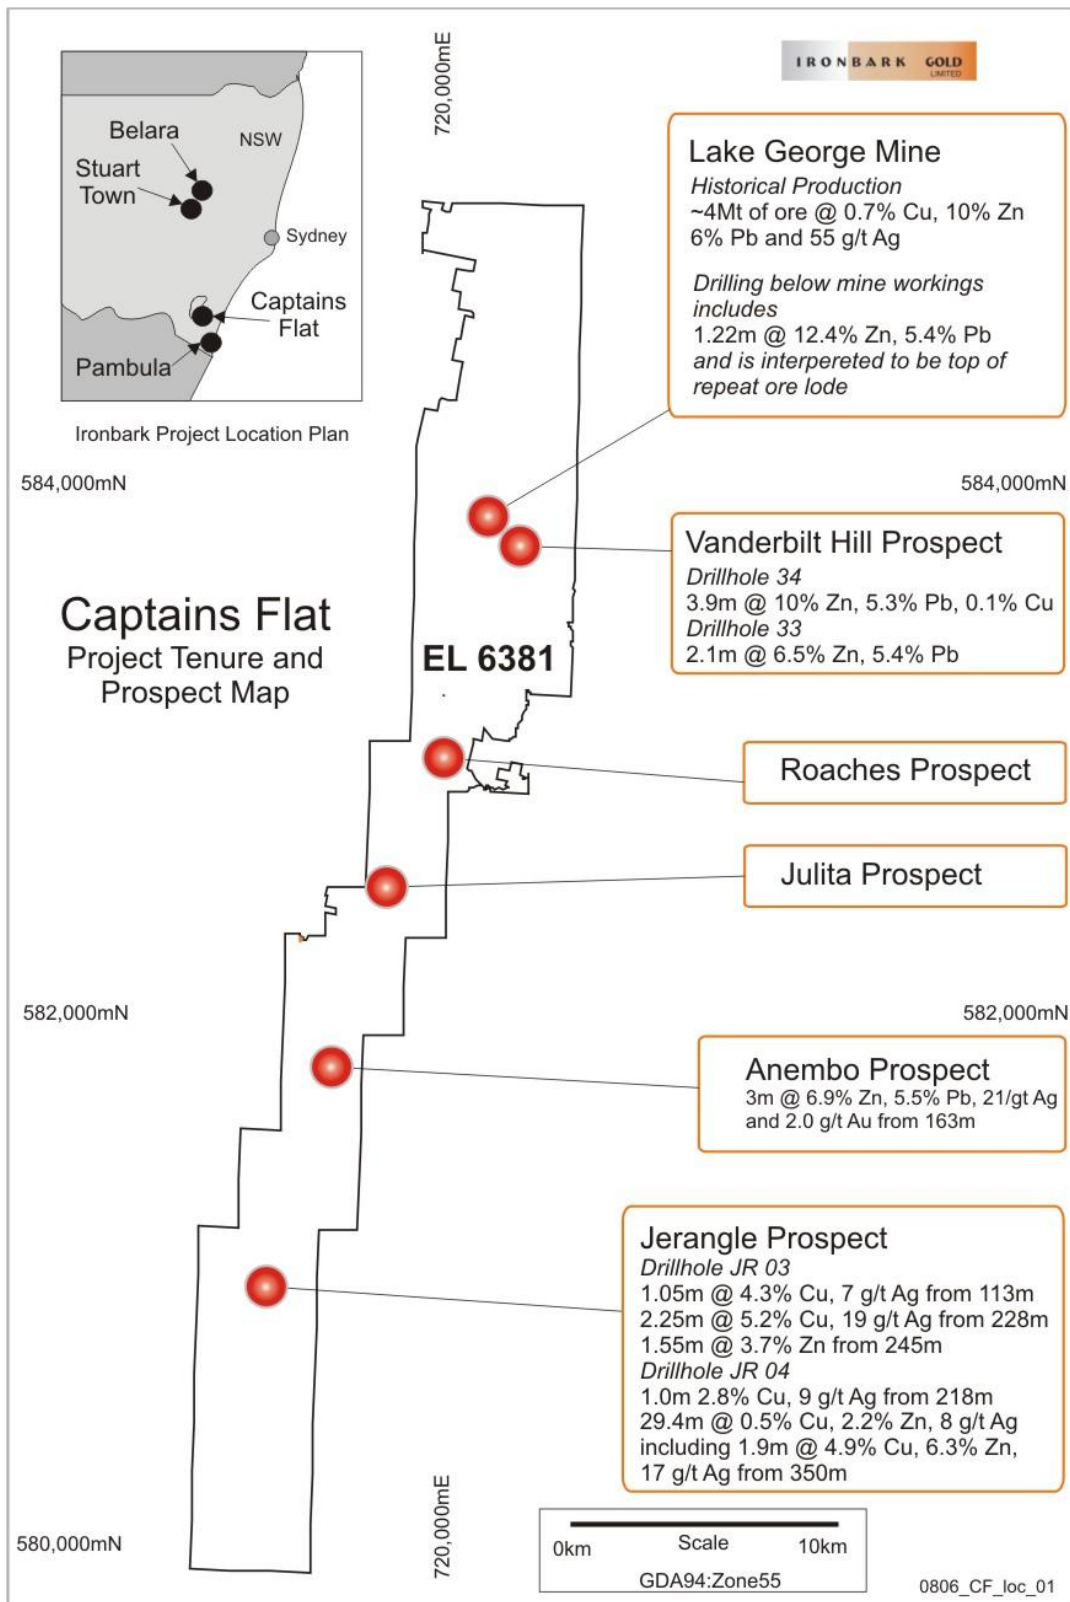 720,000mE
IRONBARK GOLD
LIMITED
Belara
Stuart
Town
NSW
Sydney
Captains
Flat
Pambula
Ironbark Project Location Plan
Lake George Mine
Historical Production
~4Mt of ore @ 0.7% Cu, 10% Zn
6% Pb and 55 g/t Ag
Drilling below mine workings
includes
1.22m @ 12.4% Zn, 5.4% Pb
and is interpereted to be top of
repeat ore lode
584,000mN
584,000mN
Vanderbilt Hill Prospect
Drillhole 34
3.9m @ 10% Zn, 5.3% Pb, 0.1% Cu
Drillhole 33
2.1m @ 6.5% Zn, 5.4% Pb
Captains Flat
Project Tenure and
Prospect Map
EL 6381
Roaches Prospect
Julita Prospect
582,000mN
582,000mN
Anembo Prospect
3m @ 6.9% Zn, 5.5% Pb, 21/gt Ag
and 2.0 g/t Au from 163m
Jerangle Prospect
Drillhole JR 03
1.05m @ 4.3% Cu, 7 g/t Ag from 113m
2.25m @ 5.2% Cu, 19 g/t Ag from 228m
1.55m @ 3.7% Zn from 245m
Drillhole JR 04
1.0m 2.8% Cu, 9 g/t Ag from 218m
29.4m @ 0.5% Cu, 2.2% Zn, 8 g/t Ag
including 1.9m @ 4.9% Cu, 6.3% Zn,
17 g/t Ag from 350m
580,000mN
720,000mE
0km Scale 10km
GDA94:Zone55
0806_CF_loc_01